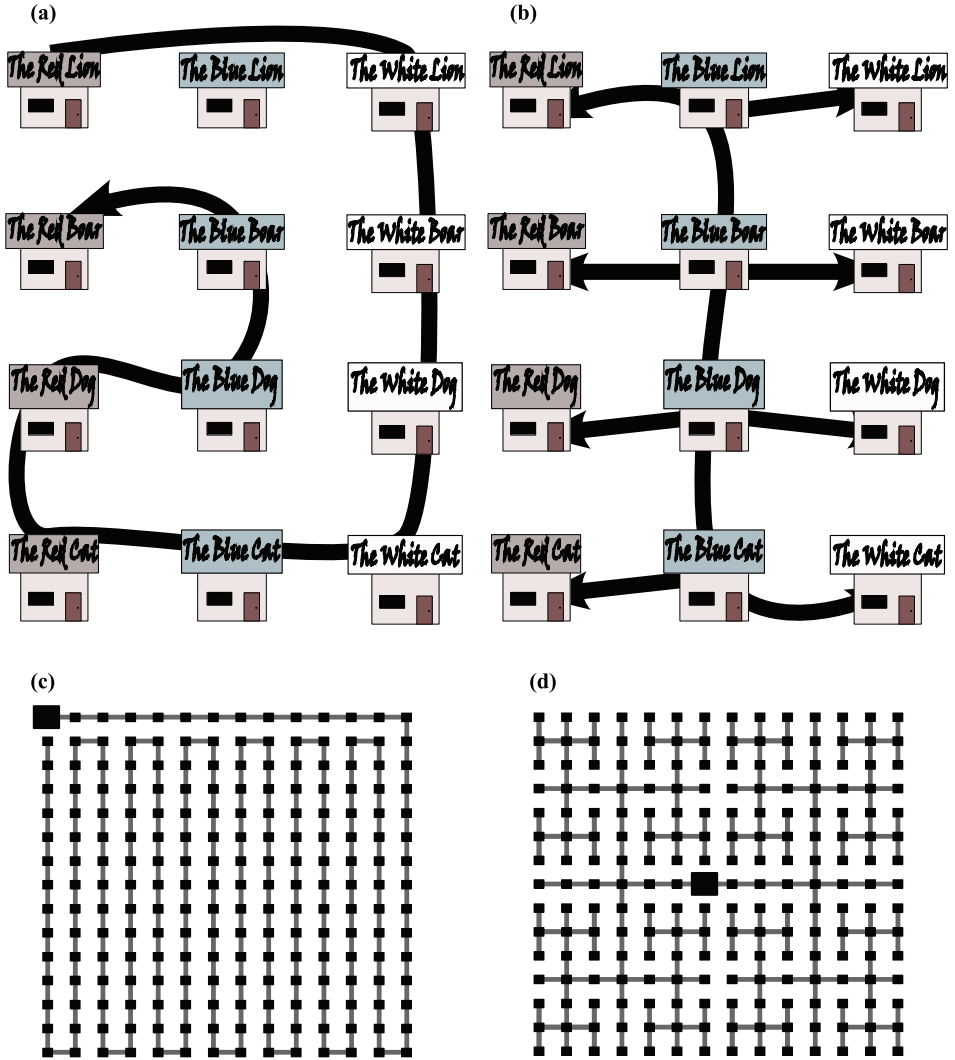 (a)
(b)
The Red Lion The Blue Lion The White Lion
The Red Lion The Blue Lion The White Lion
The Red Boar The Blue Boar The White Boar
The Red Boar The Blue Boar The White Boar
The Red Dog The Blue Dog The White Dog
The Red Dog The Blue Dog The White Dog
The Red Cat The Blue Cat The White Cat
The Red Cat The Blue Cat The White Cat
(c)
(d)